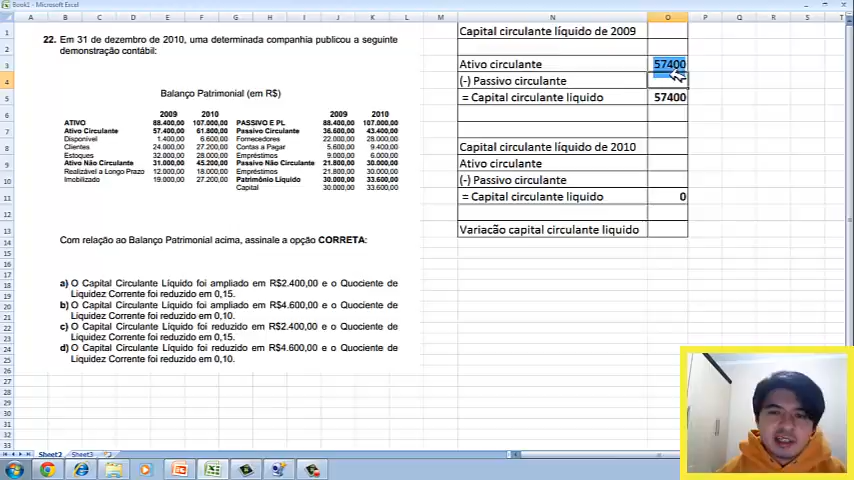 Book1 - Microsoft Excel
A B C D E F G H I J K L M N O P Q R S T
22. Em 31 de dezembro de 2010, uma determinada companhia publicou a seguinte
demonstração contábil:
Balanço Patrimonial (em R$)
2009 2010 2009 2010
ATIVO 88.400,00 107.000,00 PASSIVO E PL 88.400,00 107.000,00
Ativo Circulante 57.400,00 61.800,00 Passivo Circulante 36.600,00 43.400,00
Disponível 1.400,00 6.600,00 Fornecedores 22.000,00 28.000,00
Clientes 24.000,00 27.200,00 Contas a Pagar 5.600,00 9.400,00
Estoques 32.000,00 28.000,00 Empréstimos 9.000,00 6.000,00
Ativo Não Circulante 31.000,00 45.200,00 Passivo Não Circulante 21.800,00 30.000,00
Realizável a Longo Prazo 12.000,00 18.000,00 Empréstimos 21.800,00 30.000,00
Imobilizado 19.000,00 27.200,00 Patrimônio Líquido 30.000,00 33.600,00
Capital 30.000,00 33.600,00
Com relação ao Balanço Patrimonial acima, assinale a opção CORRETA:
a) O Capital Circulante Líquido foi ampliado em R$2.400,00 e o Quociente de
Liquidez Corrente foi reduzido em 0,15.
b) O Capital Circulante Líquido foi ampliado em R$4.600,00 e o Quociente de
Liquidez Corrente foi reduzido em 0,10.
c) O Capital Circulante Líquido foi reduzido em R$2.400,00 e o Quociente de
Liquidez Corrente foi reduzido em 0,15.
d) O Capital Circulante Líquido foi reduzido em R$4.600,00 e o Quociente de
Liquidez Corrente foi reduzido em 0,10.
Capital circulante líquido de 2009
Ativo circulante 57400
(-) Passivo circulante
= Capital circulante liquido 57400
Capital circulante líquido de 2010
Ativo circulante
(-) Passivo circulante
= Capital circulante liquido 0
Variacão capital circulante liquido
Sheet2 Sheet3